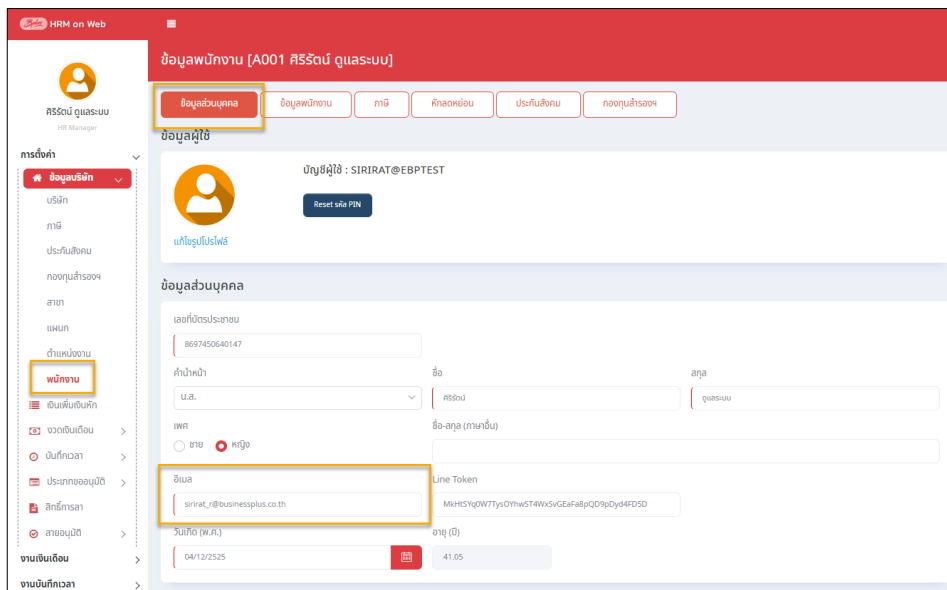 Bplus HRM on Web
ข้อมูลพนักงาน [A001 ศิริรัตน์ ดูแลระบบ]
ศิริรัตน์ ดูแลระบบ
HR Manager
การตั้งค่า
ข้อมูลบริษัท
บริษัท
ภาษี
ประกันสังคม
กองทุนสำรองฯ
สาขา
แผนก
ตำแหน่งงาน
พนักงาน
เงินเพิ่มเงินหัก
งวดเงินเดือน
บันทึกเวลา
ประเภทขออนุมัติ
สิทธิ์การลา
สายอนุมัติ
งานเงินเดือน
งานบันทึกเวลา
ข้อมูลส่วนบุคคล ข้อมูลพนักงาน ภาษี หักลดหย่อน ประกันสังคม กองทุนสำรองฯ
ข้อมูลผู้ใช้
บัญชีผู้ใช้ : SIRIRAT@EBPTEST
Reset รหัส PIN
แก้ไขรูปโปรไฟล์
ข้อมูลส่วนบุคคล
เลขที่บัตรประชาชน
8697450640147
คำนำหน้า ชื่อ สกุล
น.ส. ศิริรัตน์ ดูแลระบบ
เพศ ชื่อ-สกุล (ภาษาอื่น)
ชาย หญิง
อีเมล Line Token
sirirat_r@businessplus.co.th MkHtSYq0W7TysOYhwST4WxSvGEaFa8pQD9pDyd4FD5D
วันเกิด (พ.ศ.) อายุ (ปี)
04/12/2525 41.05